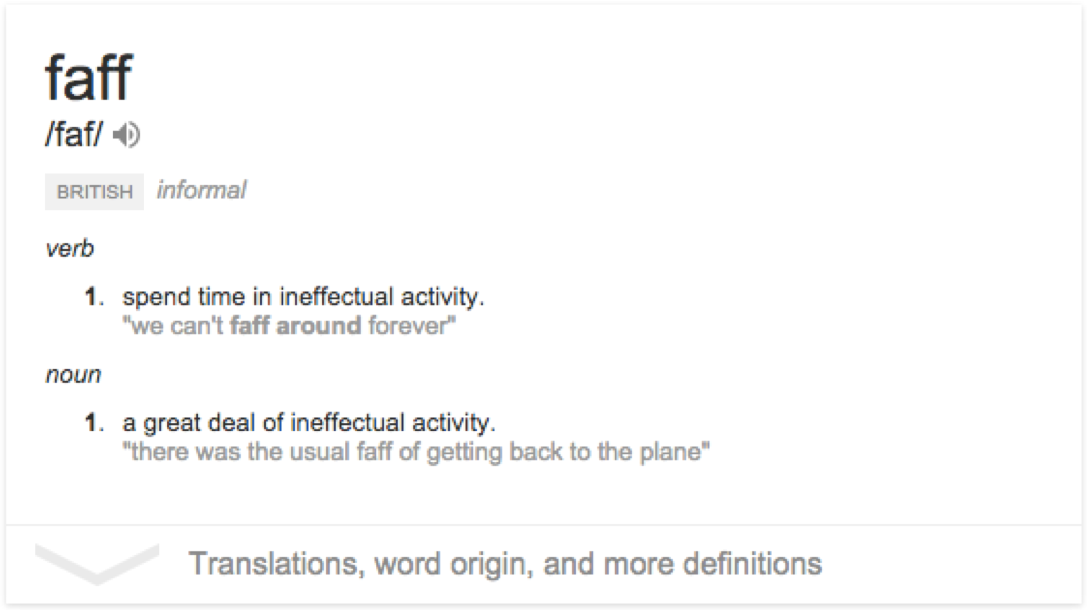 faff
/faf/
BRITISH informal
verb
1. spend time in ineffectual activity.
"we can't faff around forever"
noun
1. a great deal of ineffectual activity.
"there was the usual faff of getting back to the plane"
Translations, word origin, and more definitions